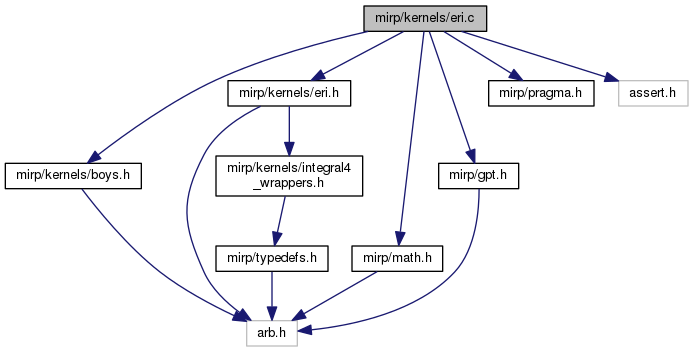 mirp/kernels/eri.c
mirp/kernels/eri.h
mirp/pragma.h
assert.h
mirp/kernels/boys.h
mirp/kernels/integral4
_wrappers.h
mirp/gpt.h
mirp/typedefs.h
mirp/math.h
arb.h